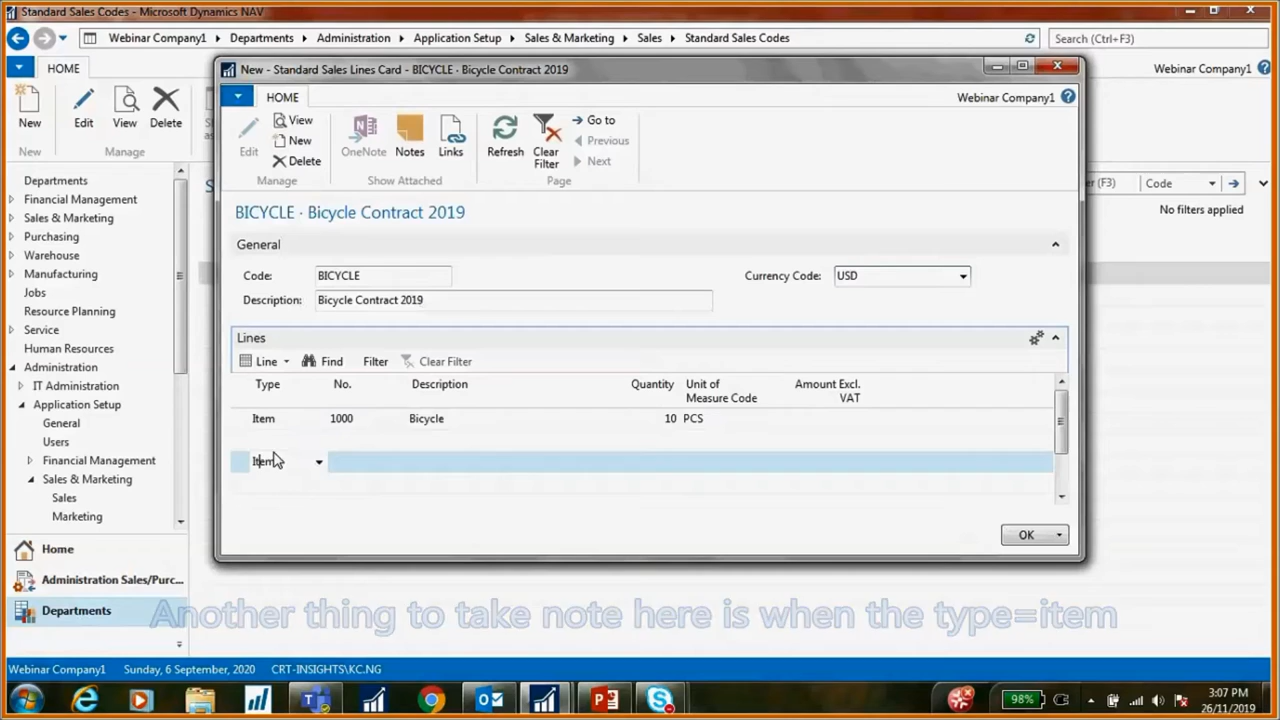 Standard Sales Codes - Microsoft Dynamics NAV
Webinar Company1 Departments Administration Application Setup Sales & Marketing Sales Standard Sales Codes Search (Ctrl+F3)
HOME Webinar Company1
New Edit View Delete
New Manage
Departments
Financial Management
Sales & Marketing
Purchasing
Warehouse
Manufacturing
Jobs
Resource Planning
Service
Human Resources
Administration
IT Administration
Application Setup
General
Users
Financial Management
Sales & Marketing
Sales
Marketing
Home
Administration Sales/Purc...
Departments
(F3) Code
No filters applied
New - Standard Sales Lines Card - BICYCLE · Bicycle Contract 2019
HOME Webinar Company1
Edit View New Delete OneNote Notes Links Refresh Clear Filter Go to Previous Next
Manage Show Attached Page
BICYCLE · Bicycle Contract 2019
General
Code: BICYCLE Currency Code: USD
Description: Bicycle Contract 2019
Lines
Line Find Filter Clear Filter
Type No. Description Quantity Unit of Measure Code Amount Excl. VAT
Item 1000 Bicycle 10 PCS
Item
OK
Another thing to take note here is when the type=item
Webinar Company1 Sunday, 6 September, 2020 CRT-INSIGHTS\KC.NG
98% 3:07 PM
26/11/2019